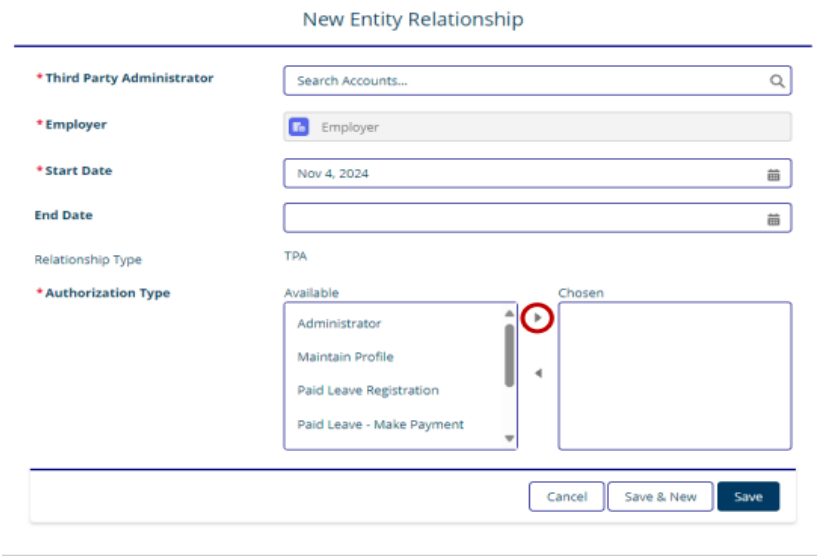 New Entity Relationship
*Third Party Administrator
Search Accounts...
*Employer
Employer
*Start Date
Nov 4, 2024
End Date
Relationship Type
TPA
*Authorization Type
Available
Chosen
Administrator
Maintain Profile
Paid Leave Registration
Paid Leave - Make Payment
Cancel
Save & New
Save